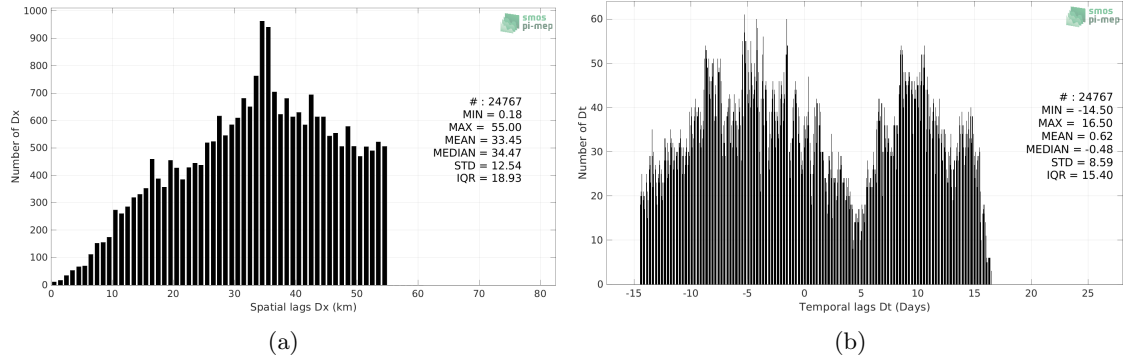 1000
900
800
700
600
500
400
300
200
100
0
Number of Dx
smos
pi-mep
# : 24767
MIN = 0.18
MAX = 55.00
MEAN = 33.45
MEDIAN = 34.47
STD = 12.54
IQR = 18.93
0 10 20 30 40 50 60 70 80
Spatial lags Dx (km)
(a)
60
50
40
30
20
10
0
Number of Dt
smos
pi-mep
# : 24767
MIN = -14.50
MAX = 16.50
MEAN = 0.62
MEDIAN = -0.48
STD = 8.59
IQR = 15.40
-15 -10 -5 0 5 10 15 20 25
Temporal lags Dt (Days)
(b)